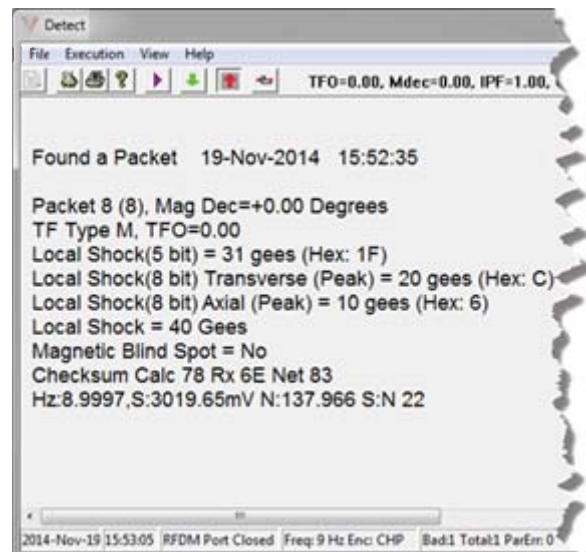 Detect
File Execution View Help
TFO=0.00, Mdec=0.00, IPF=1.00,
Found a Packet 19-Nov-2014 15:52:35
Packet 8 (8), Mag Dec=+0.00 Degrees
TF Type M, TFO=0.00
Local Shock(5 bit) = 31 gees (Hex: 1F)
Local Shock(8 bit) Transverse (Peak) = 20 gees (Hex: C)
Local Shock(8 bit) Axial (Peak) = 10 gees (Hex: 6)
Local Shock = 40 Gees
Magnetic Blind Spot = No
Checksum Calc 78 Rx 6E Net 83
Hz:8.9997,S:3019.65mV N:137.966 S:N 22
2014-Nov-19 15:53:05 RFDM Port Closed Freq: 9 Hz Enc: CHP Bad:1 Total:1 ParErr: 0